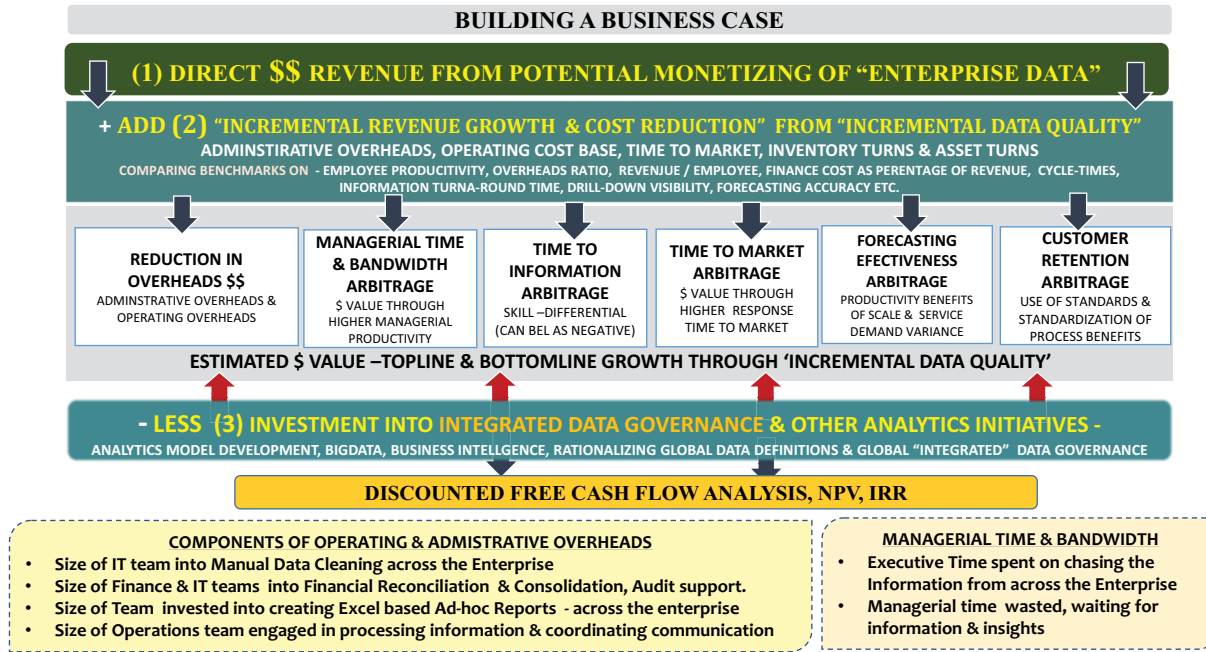 BUILDING A BUSINESS CASE
(1) DIRECT $$ REVENUE FROM POTENTIAL MONETIZING OF “ENTERPRISE DATA”
+ ADD (2) “INCREMENTAL REVENUE GROWTH & COST REDUCTION” FROM “INCREMENTAL DATA QUALITY”
ADMINSTIRATIVE OVERHEADS, OPERATING COST BASE, TIME TO MARKET, INVENTORY TURNS & ASSET TURNS
COMPARING BENCHMARKS ON - EMPLOYEE PRODUCITIVITY, OVERHEADS RATIO, REVENJUE / EMPLOYEE, FINANCE COST AS PERENTAGE OF REVENUE, CYCLE-TIMES,
INFORMATION TURNA-ROUND TIME, DRILL-DOWN VISIBILITY, FORECASTING ACCURACY ETC.
REDUCTION IN
OVERHEADS $$
ADMINSTRATIVE OVERHEADS &
OPERATING OVERHEADS
MANAGERIAL TIME
& BANDWIDTH
ARBITRAGE
$ VALUE THROUGH
HIGHER MANAGERIAL
PRODUCTIVITY
TIME TO
INFORMATION
ARBITRAGE
SKILL –DIFFERENTIAL
(CAN BEL AS NEGATIVE)
TIME TO MARKET
ARBITRAGE
$ VALUE THROUGH
HIGHER RESPONSE
TIME TO MARKET
FORECASTING
EFECTIVENESS
ARBITRAGE
PRODUCTIVITY BENEFITS
OF SCALE & SERVICE
DEMAND VARIANCE
CUSTOMER
RETENTION
ARBITRAGE
USE OF STANDARDS &
STANDARDIZATION OF
PROCESS BENEFITS
ESTIMATED $ VALUE –TOPLINE & BOTTOMLINE GROWTH THROUGH ‘INCREMENTAL DATA QUALITY’
- LESS (3) INVESTMENT INTO INTEGRATED DATA GOVERNANCE & OTHER ANALYTICS INITIATIVES -
ANALYTICS MODEL DEVELOPMENT, BIGDATA, BUSINESS INTELLGENCE, RATIONALIZING GLOBAL DATA DEFINITIONS & GLOBAL “INTEGRATED” DATA GOVERNANCE
DISCOUNTED FREE CASH FLOW ANALYSIS, NPV, IRR
COMPONENTS OF OPERATING & ADMISTRATIVE OVERHEADS
• Size of IT team into Manual Data Cleaning across the Enterprise
• Size of Finance & IT teams into Financial Reconciliation & Consolidation, Audit support.
• Size of Team invested into creating Excel based Ad-hoc Reports - across the enterprise
• Size of Operations team engaged in processing information & coordinating communication
MANAGERIAL TIME & BANDWIDTH
• Executive Time spent on chasing the
Information from across the Enterprise
• Managerial time wasted, waiting for
information & insights